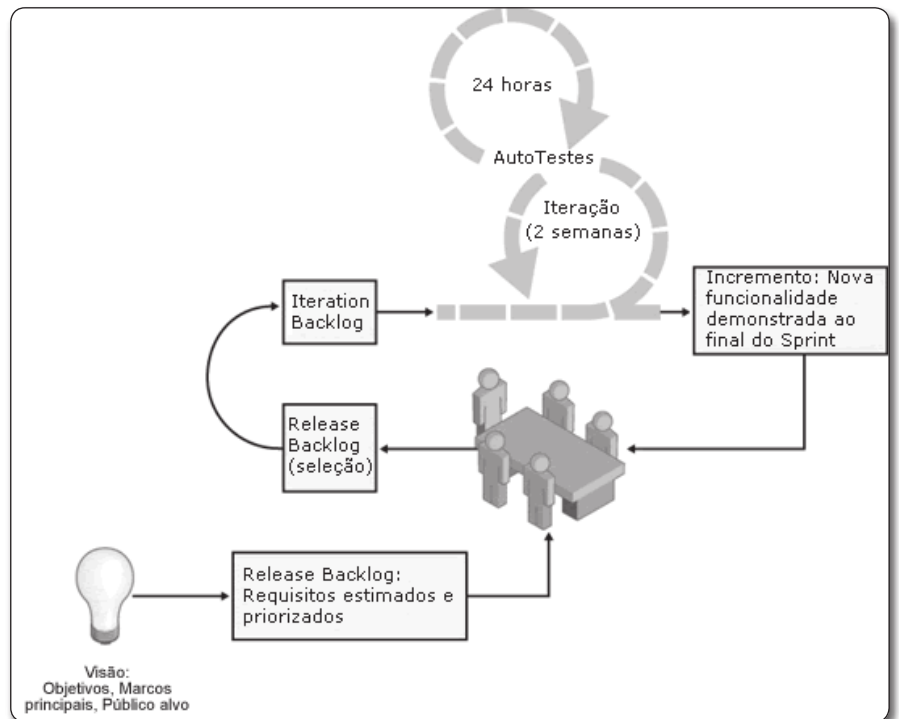 24 horas
AutoTestes
Iteração
(2 semanas)
Iteration
Backlog
Incremento: Nova
funcionalidade
demonstrada ao
final do Sprint
Release
Backlog
(seleção)
Release Backlog:
Requisitos estimados e
priorizados
Visão:
Objetivos, Marcos
principais, Público alvo